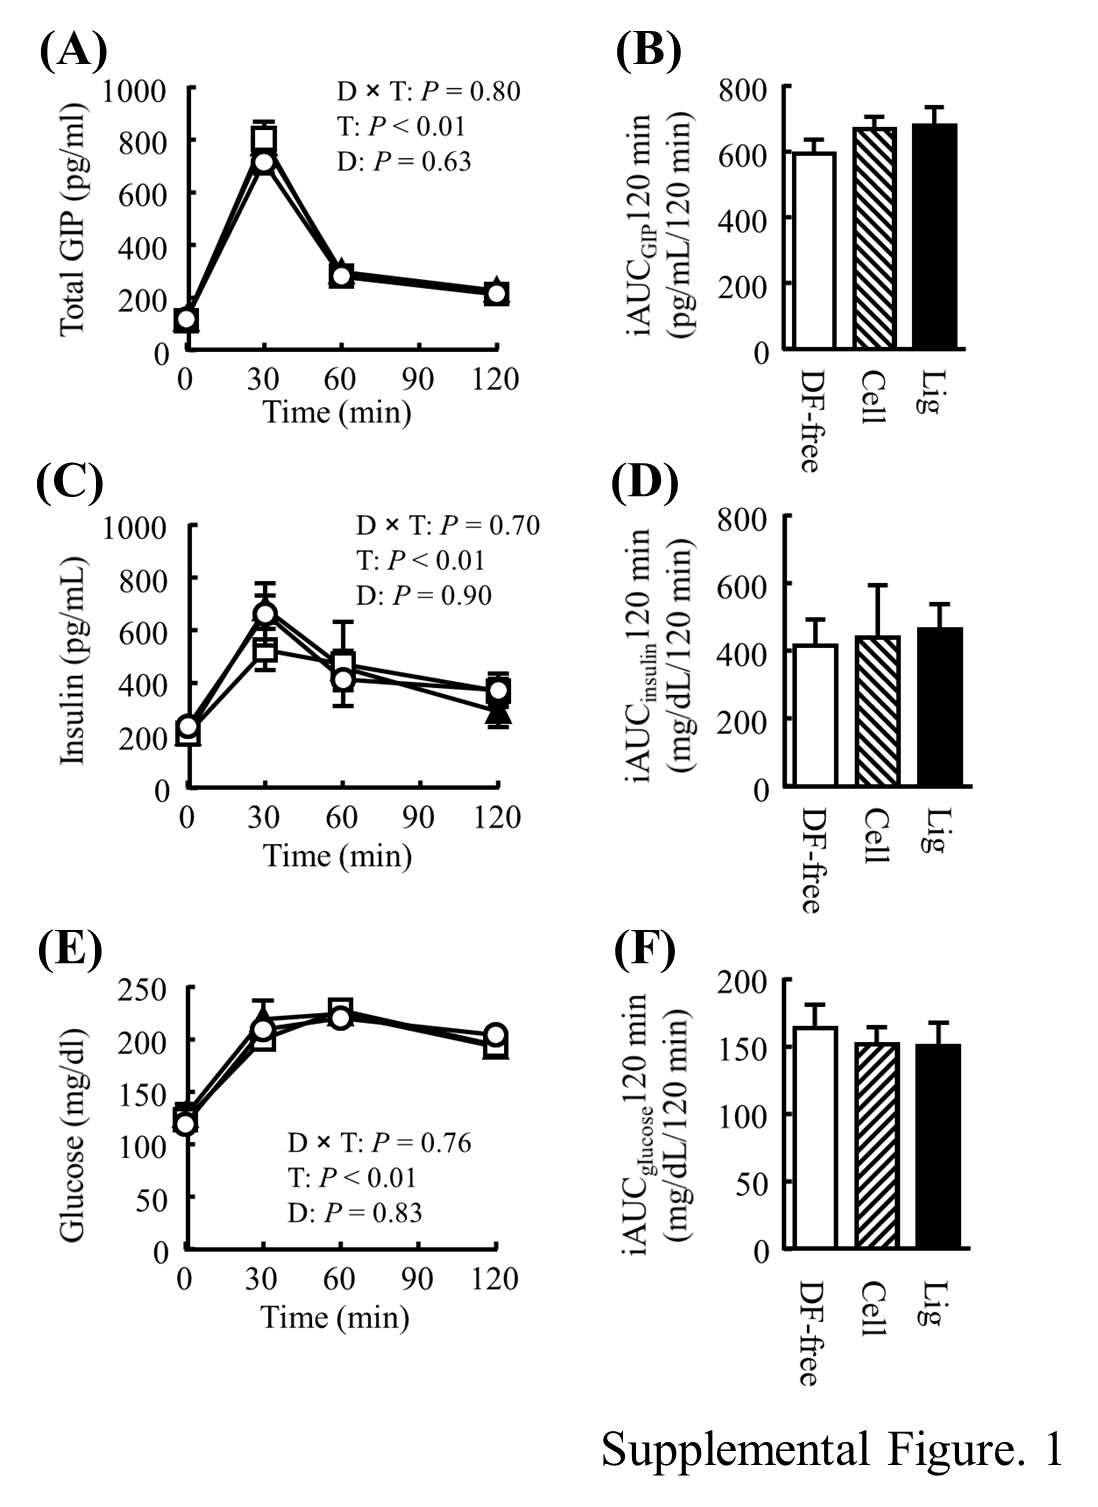 (A)
1000
800
600
400
200
0
Total GIP (pg/ml)
D × T: P = 0.80
T: P < 0.01
D: P = 0.63
0 30 60 90 120
Time (min)
(B)
800
600
400
200
0
iAUCGIP120 min
(pg/mL/120 min)
DF-free
Cell
Lig
(C)
1000
800
600
400
200
0
Insulin (pg/mL)
D × T: P = 0.70
T: P < 0.01
D: P = 0.90
0 30 60 90 120
Time (min)
(D)
800
600
400
200
0
iAUCinsulin120 min
(mg/dL/120 min)
DF-free
Cell
Lig
(E)
250
200
150
100
50
0
Glucose (mg/dl)
D × T: P = 0.76
T: P < 0.01
D: P = 0.83
0 30 60 90 120
Time (min)
(F)
200
150
100
50
0
iAUCglucose120 min
(mg/dL/120 min)
DF-free
Cell
Lig
Supplemental Figure. 1